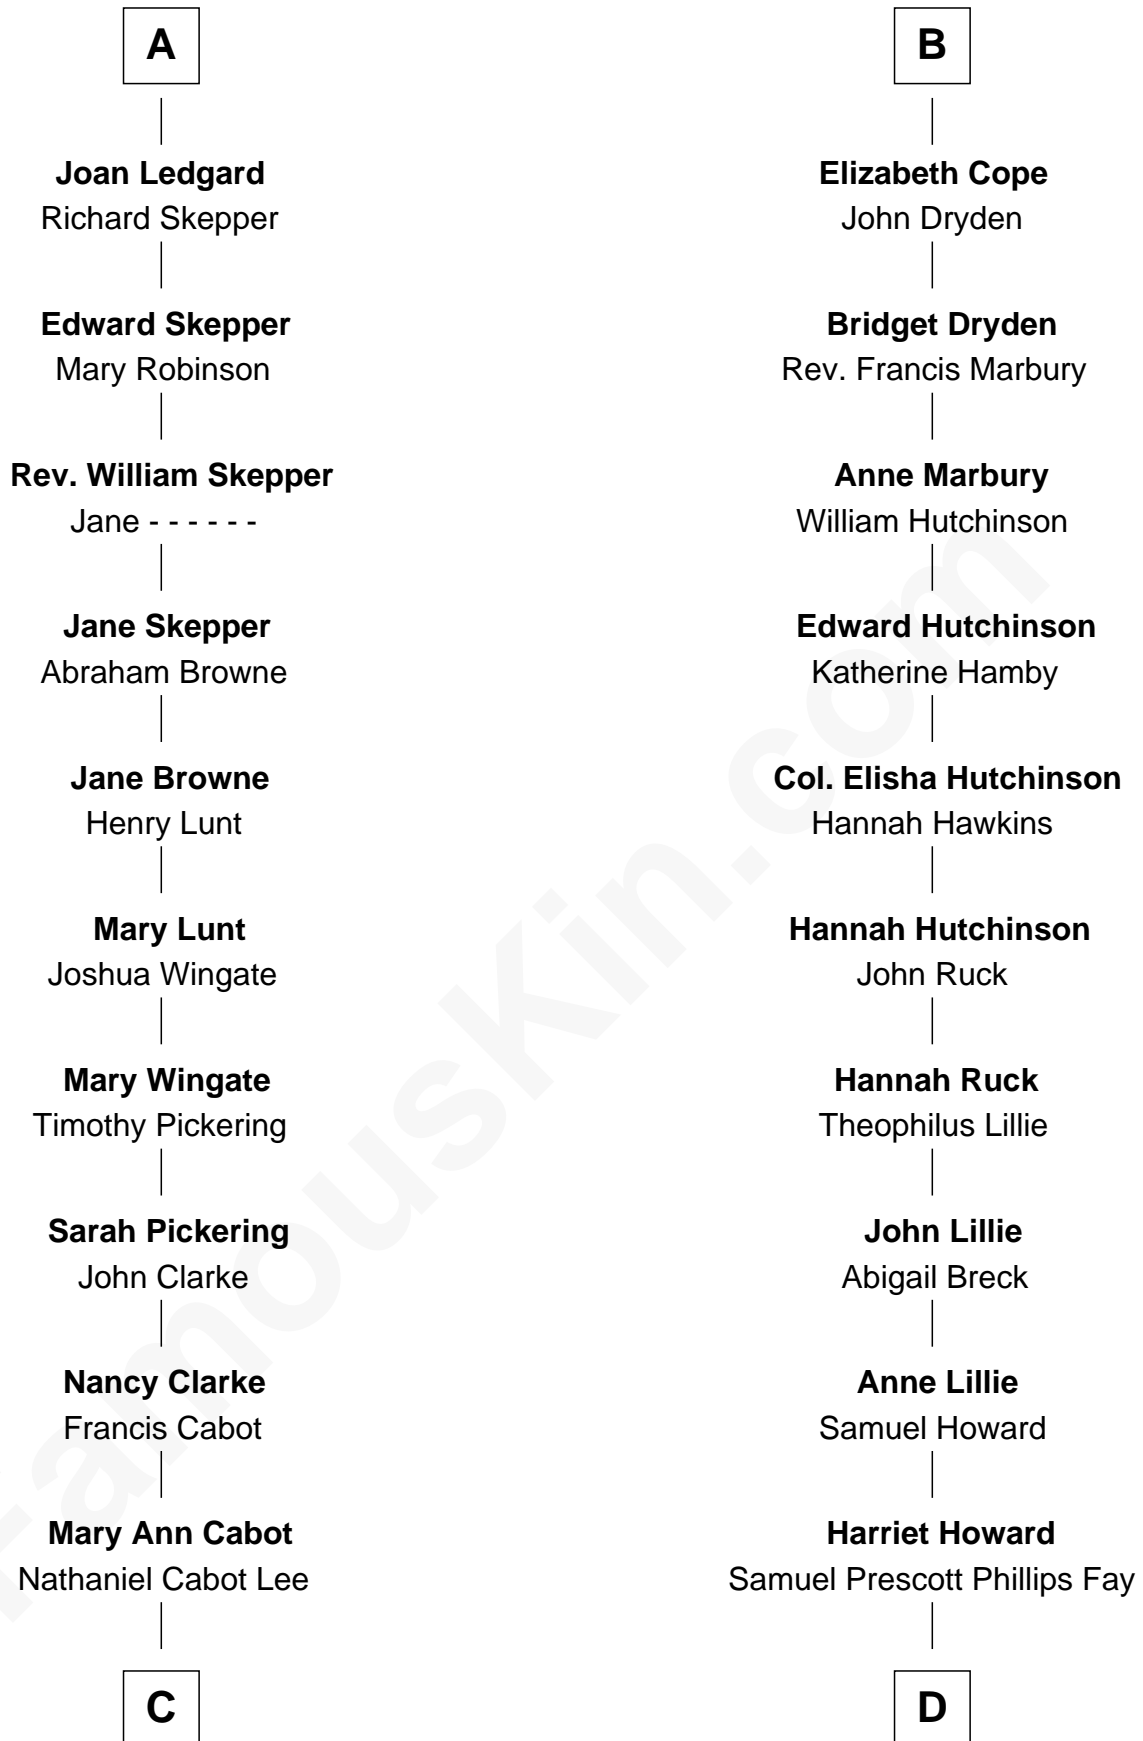 A
Joan Ledgard
Richard Skepper
Edward Skepper
Mary Robinson
Rev. William Skepper
Jane - - - - - -
Jane Skepper
Abraham Browne
Jane Browne
Henry Lunt
Mary Lunt
Joshua Wingate
Mary Wingate
Timothy Pickering
Sarah Pickering
John Clarke
Nancy Clarke
Francis Cabot
Mary Ann Cabot
Nathaniel Cabot Lee
C
B
Elizabeth Cope
John Dryden
Bridget Dryden
Rev. Francis Marbury
Anne Marbury
William Hutchinson
Edward Hutchinson
Katherine Hamby
Col. Elisha Hutchinson
Hannah Hawkins
Hannah Hutchinson
John Ruck
Hannah Ruck
Theophilus Lillie
John Lillie
Abigail Breck
Anne Lillie
Samuel Howard
Harriet Howard
Samuel Prescott Phillips Fay
D
FamousKin.com